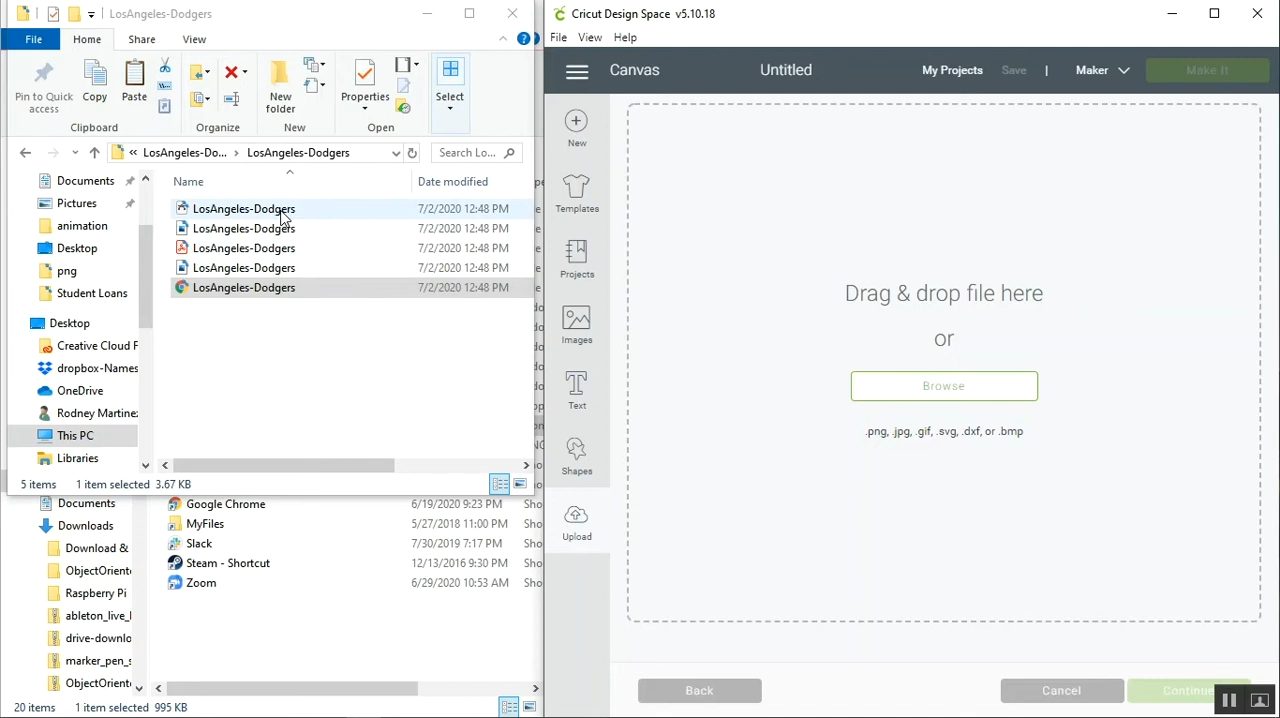 LosAngeles-Dodgers
File
Home
Share
View
Pin to Quick
access
Copy
Paste
Clipboard
Organize
New
folder
New
Properties
Open
Select
LosAngeles-Do... LosAngeles-Dodgers
Search Lo...
Name
Date modified
Documents
Pictures
animation
Desktop
png
Student Loans
Desktop
Creative Cloud F
dropbox-Names
OneDrive
Rodney Martinez
This PC
Libraries
LosAngeles-Dodgers 7/2/2020 12:48 PM
LosAngeles-Dodgers 7/2/2020 12:48 PM
LosAngeles-Dodgers 7/2/2020 12:48 PM
LosAngeles-Dodgers 7/2/2020 12:48 PM
LosAngeles-Dodgers 7/2/2020 12:48 PM
5 items 1 item selected 3.67 KB
Documents
Downloads
Download &
ObjectOriente
Raspberry Pi
ableton_live_l
drive-downlo
marker_pen_s
ObjectOriente
Google Chrome 6/19/2020 9:23 PM Sho
MyFiles 5/27/2018 11:00 PM Sho
Slack 7/30/2019 7:17 PM Sho
Steam - Shortcut 12/13/2016 9:30 PM Sho
Zoom 6/29/2020 10:53 AM Sho
20 items 1 item selected 995 KB
Cricut Design Space v5.10.18
File View Help
Canvas
Untitled
My Projects
Save
|
Maker
Make It
New
Templates
Projects
Images
Text
Shapes
Upload
Drag & drop file here
or
Browse
.png, .jpg, .gif, .svg, .dxf, or .bmp
Back
Cancel
Continue